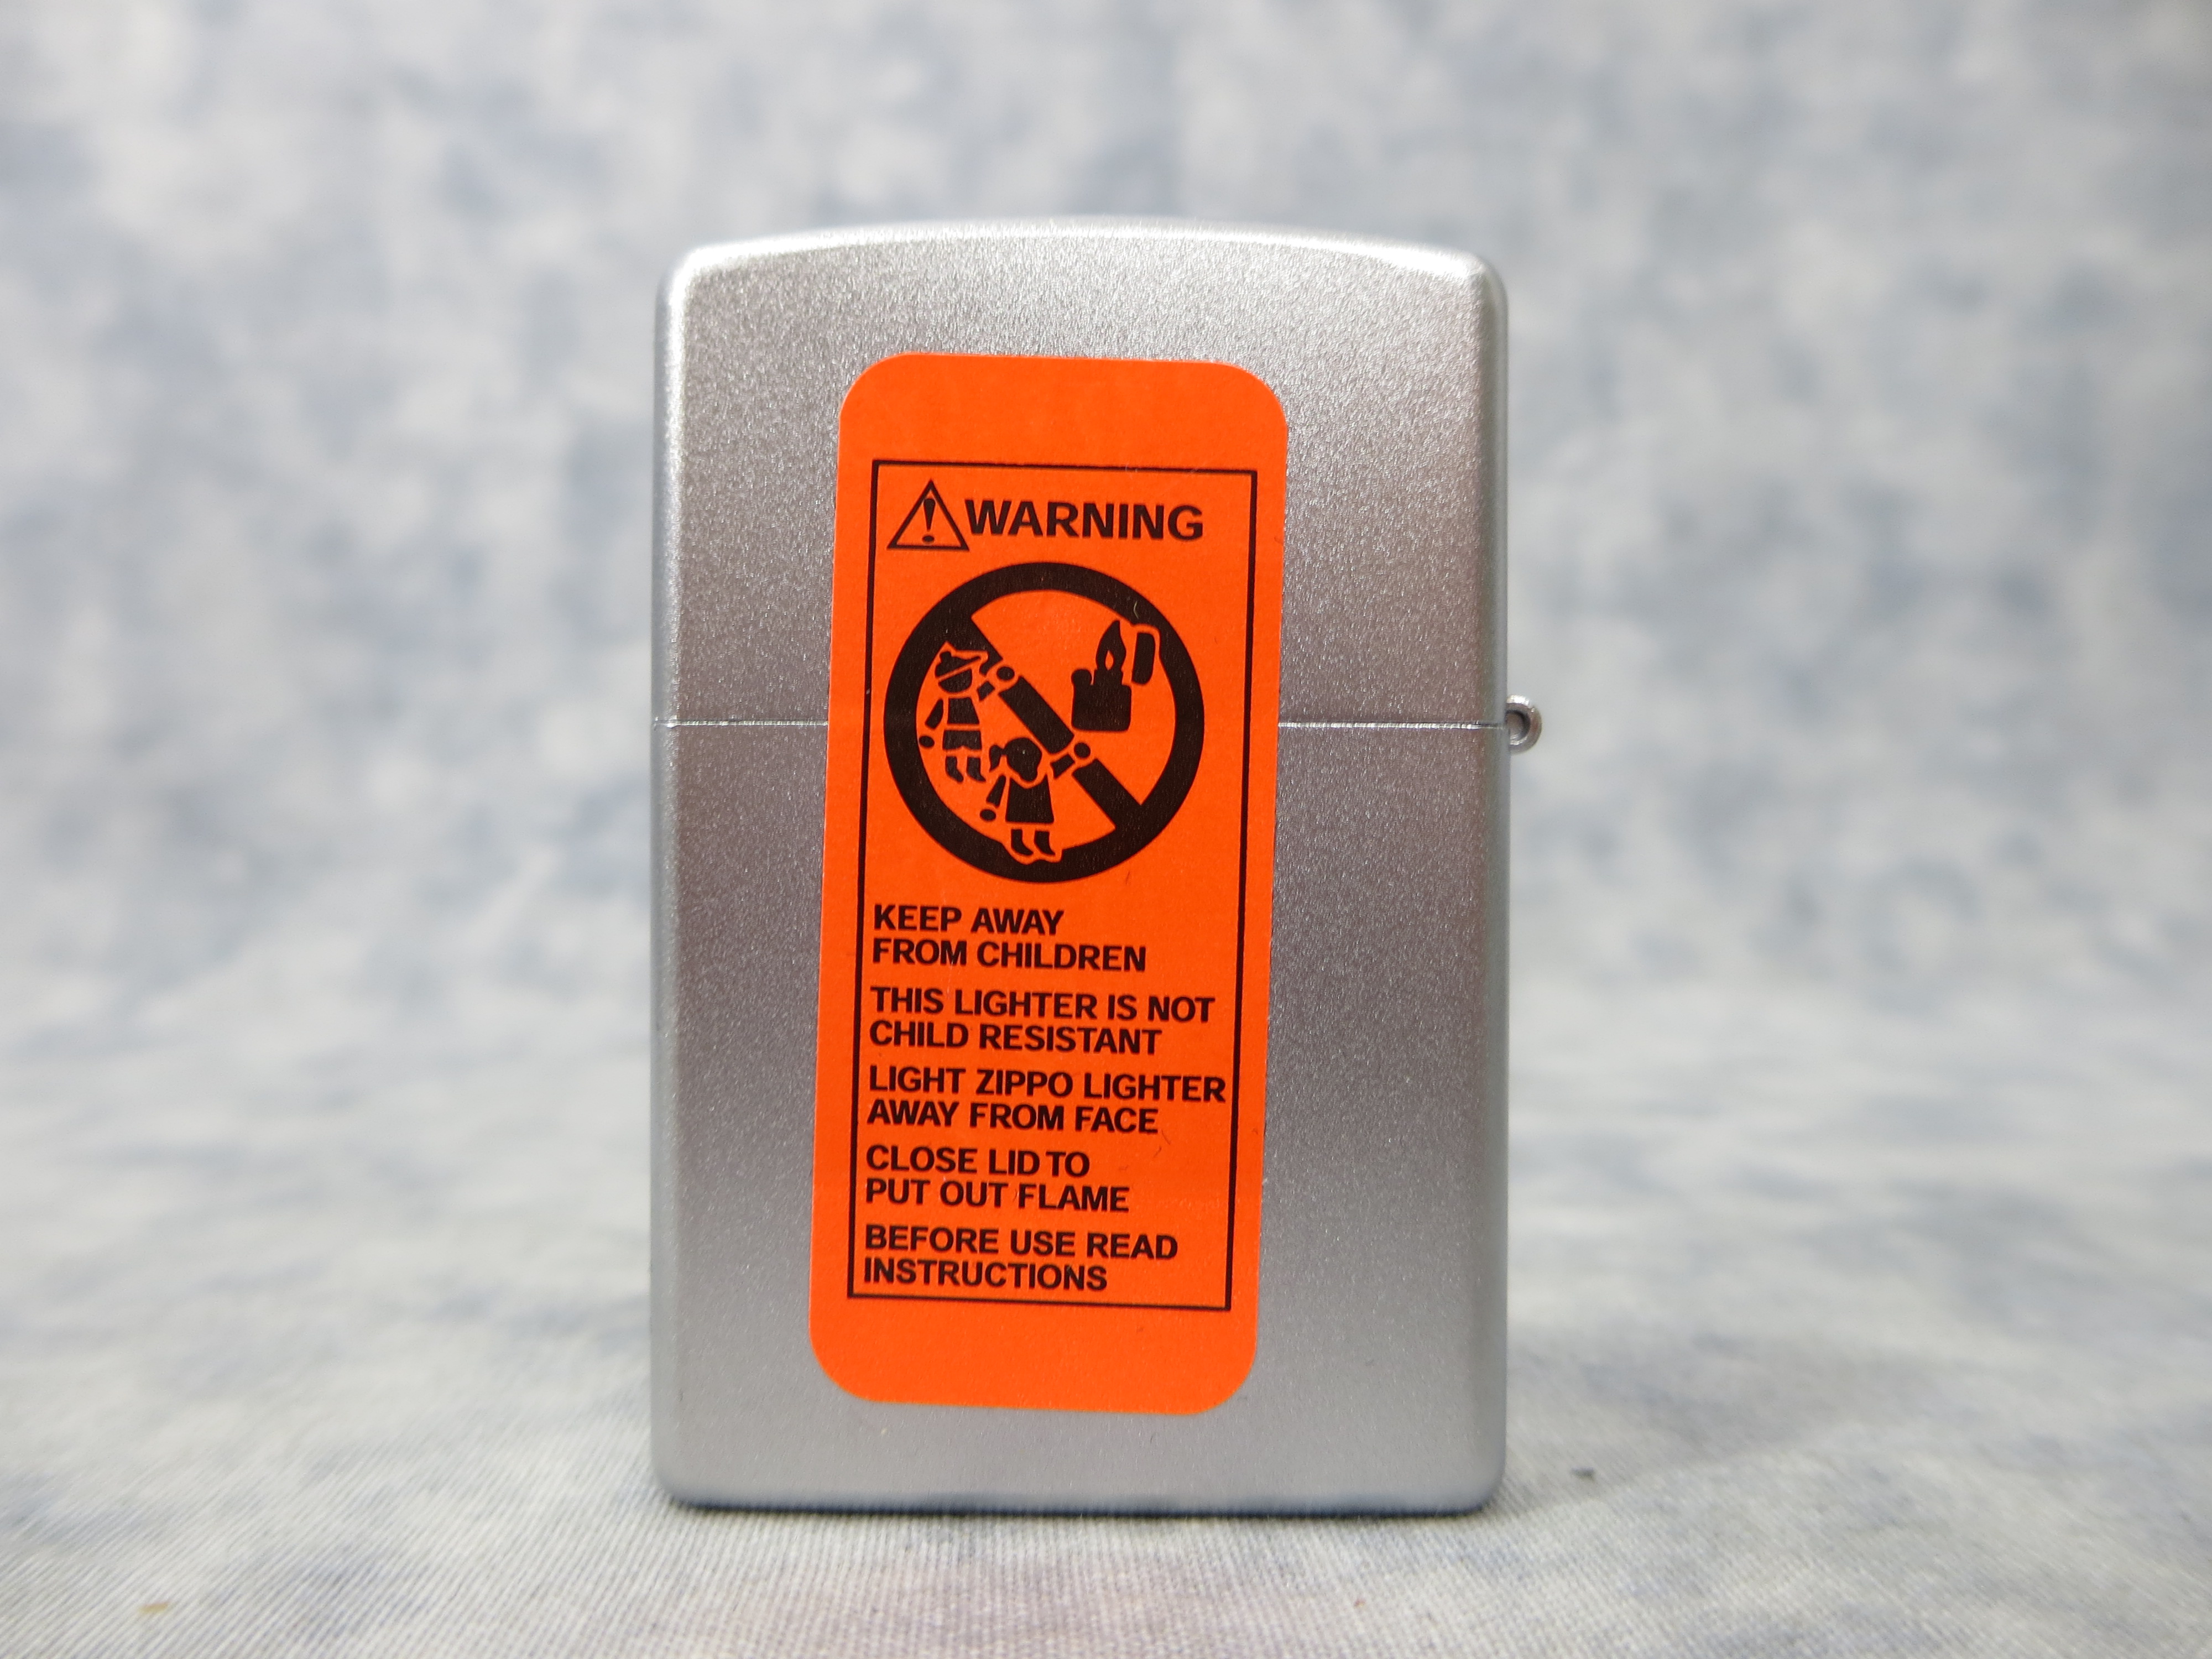 WARNING
KEEP AWAY
FROM CHILDREN
THIS LIGHTER IS NOT
CHILD RESISTANT
LIGHT ZIPPO LIGHTER
AWAY FROM FACE
CLOSE LID TO
PUT OUT FLAME
BEFORE USE READ
INSTRUCTIONS